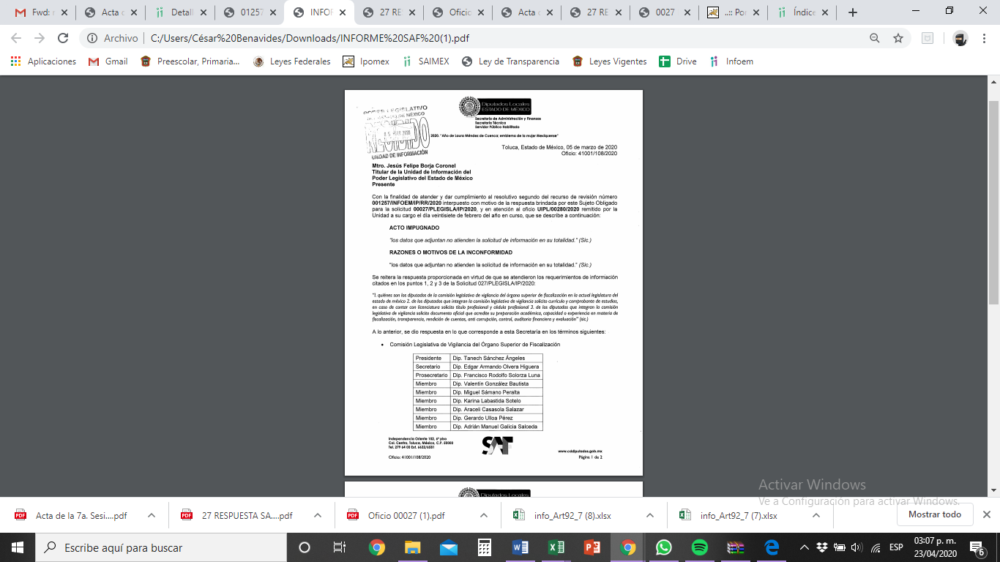 Fwd: r
Acta c
Detall
01257
INFOF
27 RES
Oficio
Acta c
27 RE
0027
..:: Por
Índice
Archivo
C:/Users/César%20Benavides/Downloads/INFORME%20SAF%20(1).pdf
Aplicaciones
Gmail
Preescolar, Primaria...
Leyes Federales
Ipomex
SAIMEX
Ley de Transparencia
Leyes Vigentes
Drive
Infoem
Diputados Locales
ESTADO DE MÉXICO
Secretaría de Administración y Finanzas
Secretaría Técnica
Servidor Público Habilitado
PODER LEGISLATIVO
DE MÉXICO
RECIBIDO
UNIDAD DE INFORMACIÓN
2020. "Año de Laura Méndez de Cuenca; emblema de la mujer Mexiquense"
Toluca, Estado de México, 05 de marzo de 2020
Oficio: 41001/108/2020
Mtro. Jesús Felipe Borja Coronel
Titular de la Unidad de Información del
Poder Legislativo del Estado de México
Presente
Con la finalidad de atender y dar cumplimiento al resolutivo segundo del recurso de revisión número
001257/INFOEM/IP/RR/2020 interpuesto con motivo de la respuesta brindada por este Sujeto Obligado
para la solicitud 00027/PLEGISLA/IP/2020, y en atención al oficio UIPL/00280/2020 remitido por la
Unidad a su cargo el día veintisiete de febrero del año en curso, que se describe a continuación:
ACTO IMPUGNADO
"los datos que adjuntan no atienden la solicitud de información en su totalidad." (Sic.)
RAZONES O MOTIVOS DE LA INCONFORMIDAD
"los datos que adjuntan no atienden la solicitud de información en su totalidad." (Sic.)
Se reitera la respuesta proporcionada en virtud de que se atendieron los requerimientos de información
citados en los puntos 1, 2 y 3 de la Solicitud 027/PLEGISLA/IP/2020:
"1. quiénes son los diputados de la comisión legislativa de vigilancia del órgano superior de fiscalización en la actual legislatura del
estado de méxico 2. de los diputados que integran la comisión legislativa de vigilancia solicito currículo y comprobante de estudios,
en caso de contar con licenciatura solicito título profesional y cédula profesional 3. de los diputados que integran la comisión
legislativa de vigilancia solicito documento oficial que acredite su preparación académica, capacidad o experiencia en materia de
fiscalización, transparencia, rendición de cuentas, anti corrupción, control, auditoria financiera y evaluación" (sic.)
A lo anterior, se dio respuesta en lo que corresponde a esta Secretaría en los términos siguientes:
• Comisión Legislativa de Vigilancia del Órgano Superior de Fiscalización
Presidente Dip. Tanech Sánchez Ángeles
Secretario Dip. Edgar Armando Olvera Higuera
Prosecretario Dip. Francisco Rodolfo Solorza Luna
Miembro Dip. Valentín González Bautista
Miembro Dip. Miguel Sámano Peralta
Miembro Dip. Karina Labastida Sotelo
Miembro Dip. Araceli Casasola Salazar
Miembro Dip. Gerardo Ulloa Pérez
Miembro Dip. Adrián Manuel Galicia Salceda
Independencia Oriente 102, 6º piso
Col. Centro, Toluca, México, C.P. 50000
Tel. 279 64 00 Ext. 6632/6581
Oficio: 41001/108/2020
SAF
www.cddiputados.gob.mx
Página 1 de 2
Diputados Locales
Activar Windows
Ve a Configuración para activar Windows.
Acta de la 7a. Sesi....pdf
27 RESPUESTA SA....pdf
Oficio 00027 (1).pdf
info_Art92_7 (8).xlsx
info_Art92_7 (7).xlsx
Mostrar todo
Escribe aquí para buscar
ESP
03:07 p. m.
23/04/2020
6